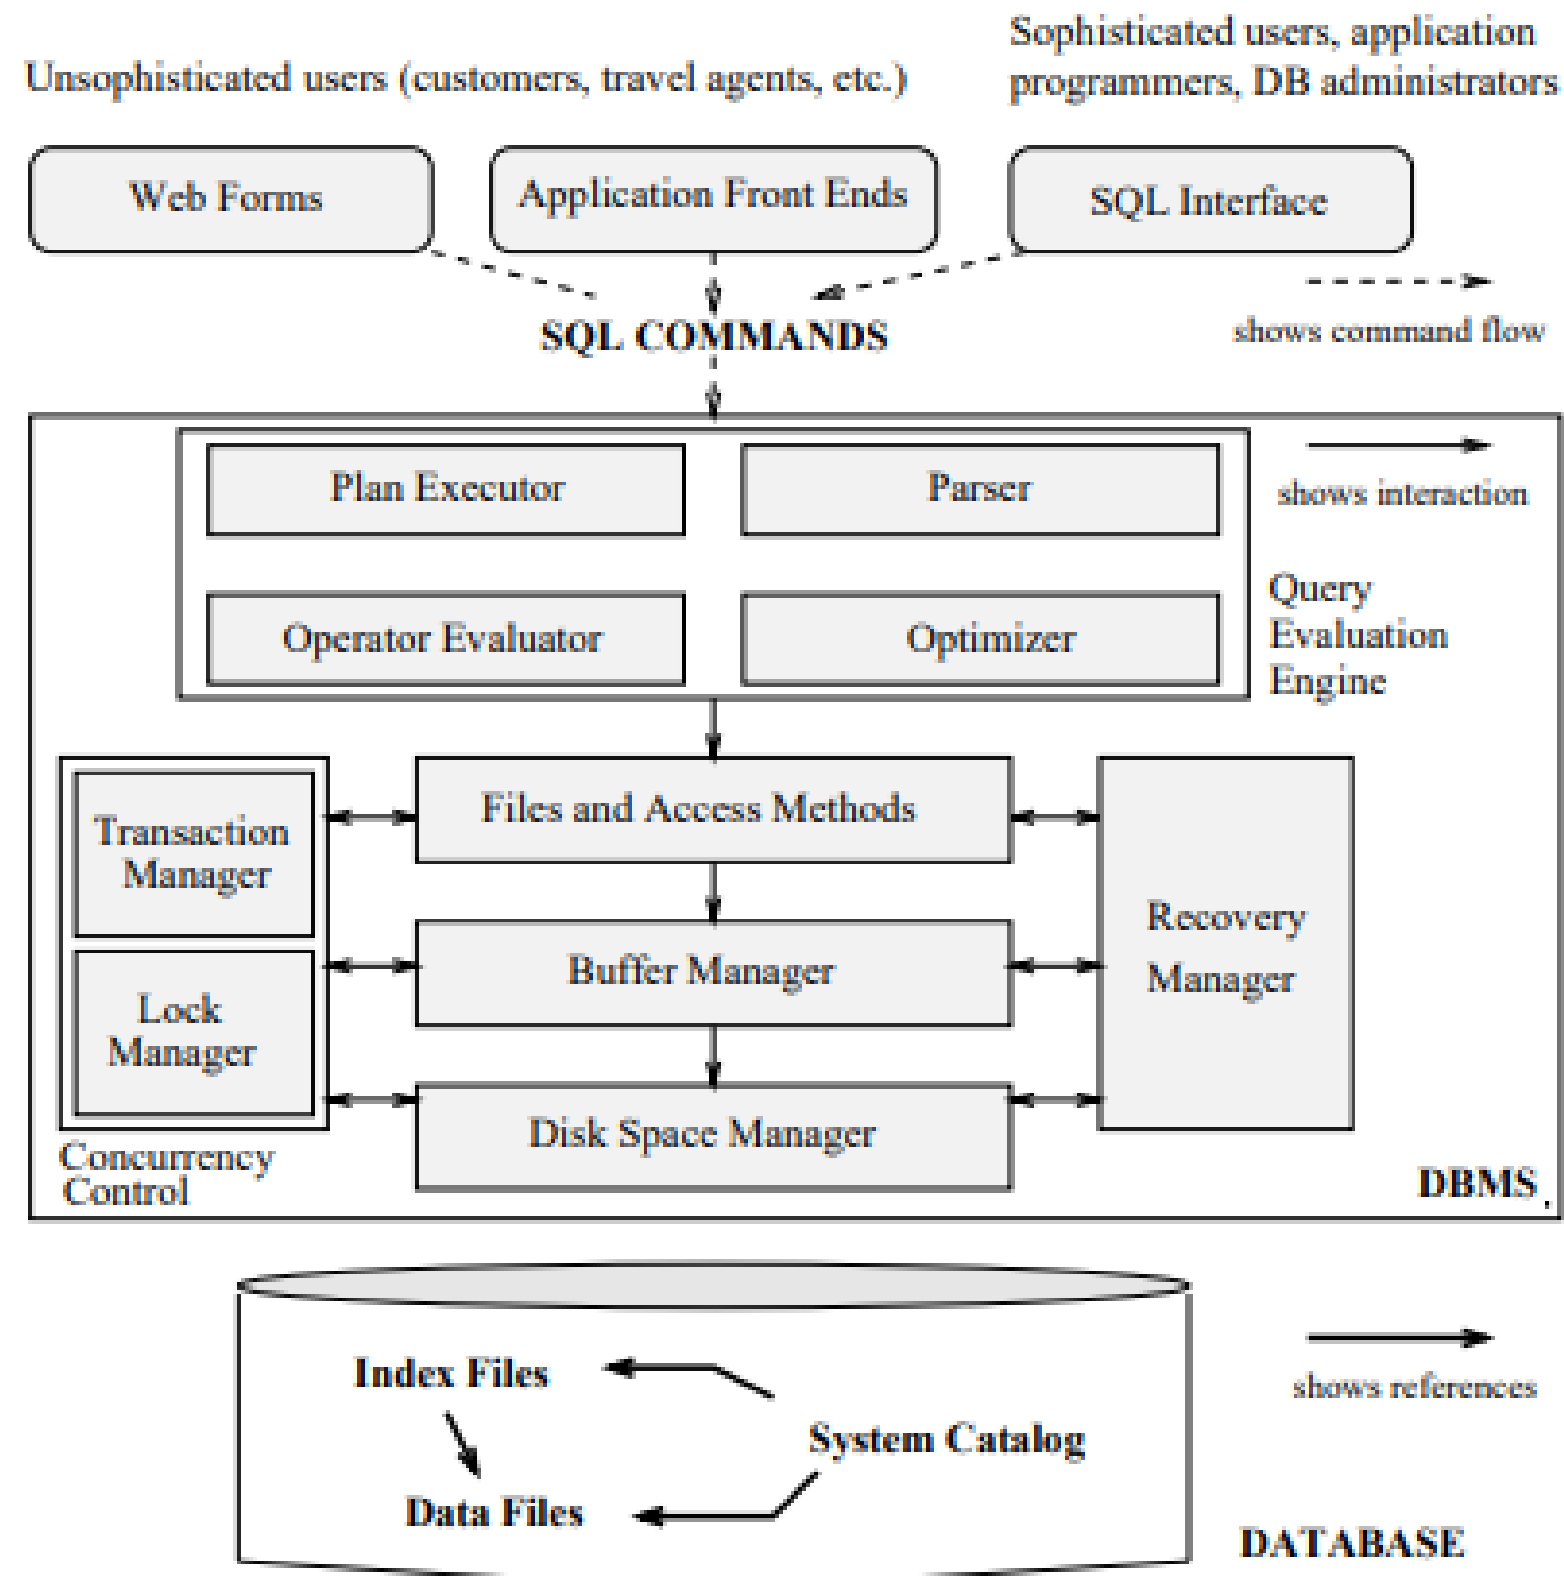 Sophisticated users, application
programmers, DB administrators
Unsophisticated users (customers, travel agents, etc.)
Web Forms
Application Front Ends
SQL Interface
SQL COMMANDS
shows command flow
Plan Executor
Parser
shows interaction
Operator Evaluator
Optimizer
Query
Evaluation
Engine
Files and Access Methods
Transaction
Manager
Recovery
Manager
Buffer Manager
Lock
Manager
Disk Space Manager
Concurrency
Control
DBMS
Index Files
shows references
System Catalog
Data Files
DATABASE